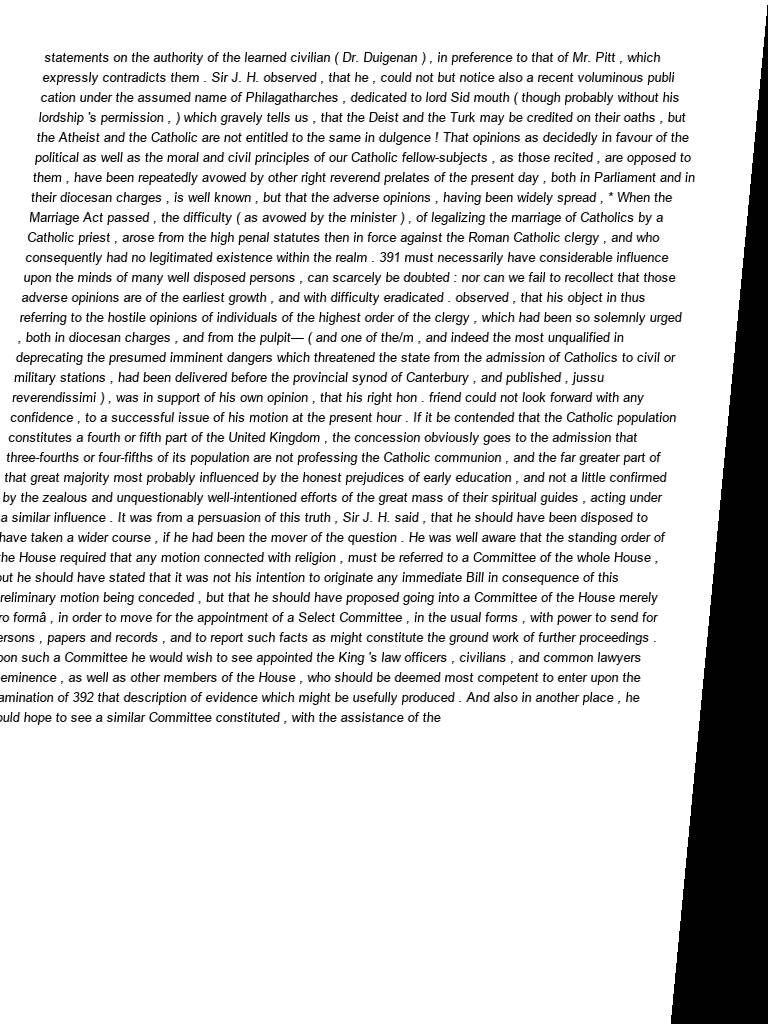 statements on the authority of the learned civilian ( Dr. Duigenan ) , in preference to that of Mr. Pitt , which
expressly contradicts them . Sir J. H. observed , that he , could not but notice also a recent voluminous publi
cation under the assumed name of Philagatharches , dedicated to lord Sid mouth ( though probably without his
lordship 's permission , ) which gravely tells us , that the Deist and the Turk may be credited on their oaths , but
the Atheist and the Catholic are not entitled to the same in dulgence ! That opinions as decidedly in favour of the
political as well as the moral and civil principles of our Catholic fellow-subjects , as those recited , are opposed to
them , have been repeatedly avowed by other right reverend prelates of the present day , both in Parliament and in
their diocesan charges , is well known , but that the adverse opinions , having been widely spread , * When the
Marriage Act passed , the difficulty ( as avowed by the minister ) , of legalizing the marriage of Catholics by a
Catholic priest , arose from the high penal statutes then in force against the Roman Catholic clergy , and who
consequently had no legitimated existence within the realm . 391 must necessarily have considerable influence
upon the minds of many well disposed persons , can scarcely be doubted : nor can we fail to recollect that those
adverse opinions are of the earliest growth , and with difficulty eradicated . observed , that his object in thus
referring to the hostile opinions of individuals of the highest order of the clergy , which had been so solemnly urged
, both in diocesan charges , and from the pulpit— ( and one of the/m , and indeed the most unqualified in
deprecating the presumed imminent dangers which threatened the state from the admission of Catholics to civil or
military stations , had been delivered before the provincial synod of Canterbury , and published , jussu
reverendissimi ) , was in support of his own opinion , that his right hon . friend could not look forward with any
confidence , to a successful issue of his motion at the present hour . If it be contended that the Catholic population
constitutes a fourth or fifth part of the United Kingdom , the concession obviously goes to the admission that
three-fourths or four-fifths of its population are not professing the Catholic communion , and the far greater part of
that great majority most probably influenced by the honest prejudices of early education , and not a little confirmed
by the zealous and unquestionably well-intentioned efforts of the great mass of their spiritual guides , acting under
a similar influence . It was from a persuasion of this truth , Sir J. H. said , that he should have been disposed to
have taken a wider course , if he had been the mover of the question . He was well aware that the standing order of
the House required that any motion connected with religion , must be referred to a Committee of the whole House ,
but he should have stated that it was not his intention to originate any immediate Bill in consequence of this
reliminary motion being conceded , but that he should have proposed going into a Committee of the House merely
ro formâ , in order to move for the appointment of a Select Committee , in the usual forms , with power to send for
ersons , papers and records , and to report such facts as might constitute the ground work of further proceedings .
pon such a Committee he would wish to see appointed the King 's law officers , civilians , and common lawyers
eminence , as well as other members of the House , who should be deemed most competent to enter upon the
amination of 392 that description of evidence which might be usefully produced . And also in another place , he
ould hope to see a similar Committee constituted , with the assistance of the